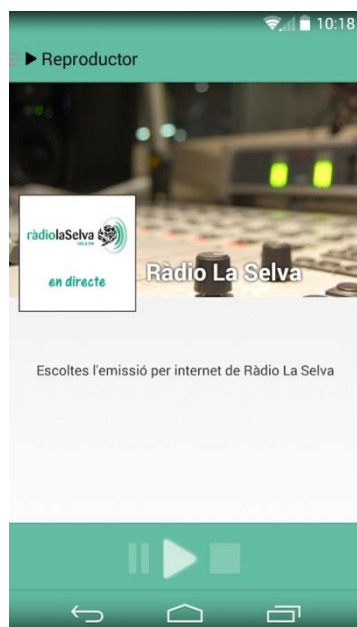 10:18
Reproductor
ràdiolaSelva
en directe
Ràdio La Selva
Escoltes l'emissió per internet de Ràdio La Selva